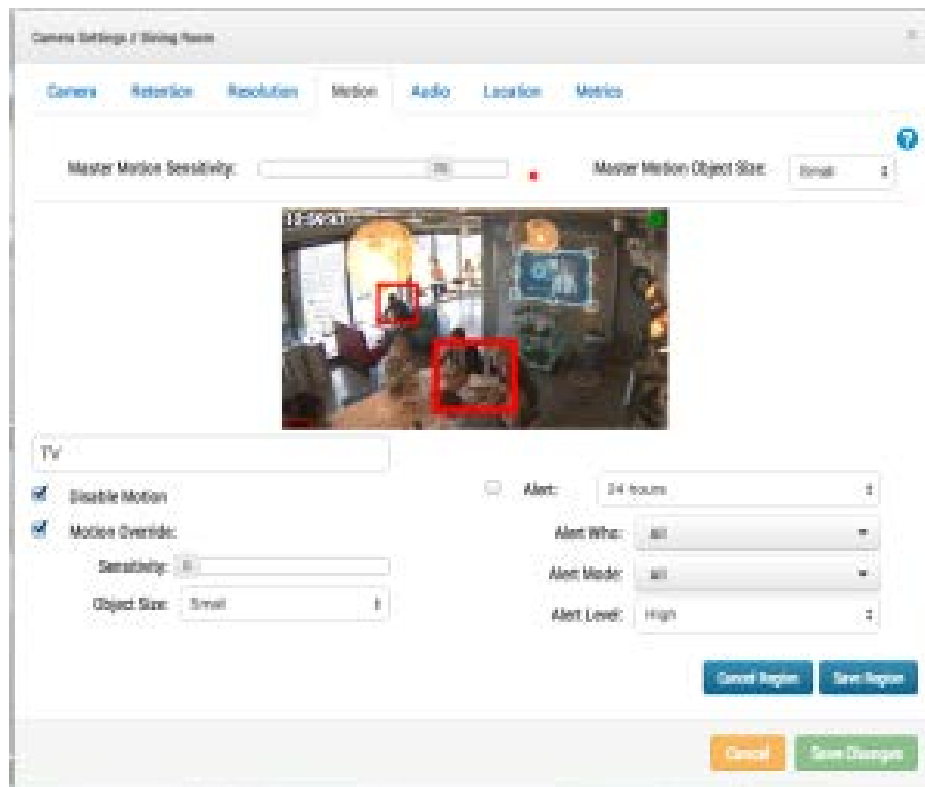 Camera Settings / Dining Room
Camera Retention Resolution Motion Audio Location Metrics
Master Motion Sensitivity:
Master Motion Object Size: Small
TV
Disable Motion
Alert: 24 hours
Motion Override:
Alert Who: All
Sensitivity:
Alert Mode: All
Object Size: Small
Alert Level: High
Cancel Region Save Region
Cancel Save Changes